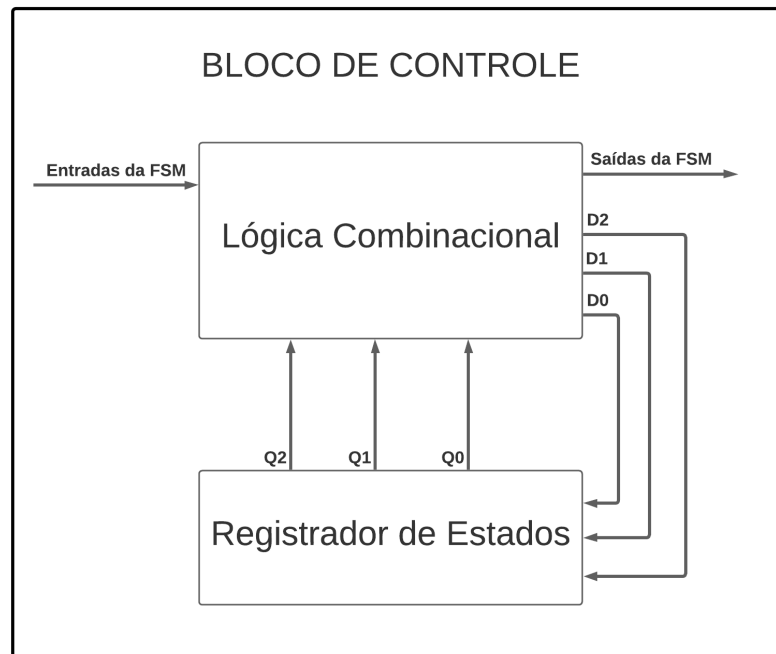 BLOCO DE CONTROLE
Entradas da FSM
Saídas da FSM
Lógica Combinacional
D2
D1
D0
Q2
Q1
Q0
Registrador de Estados